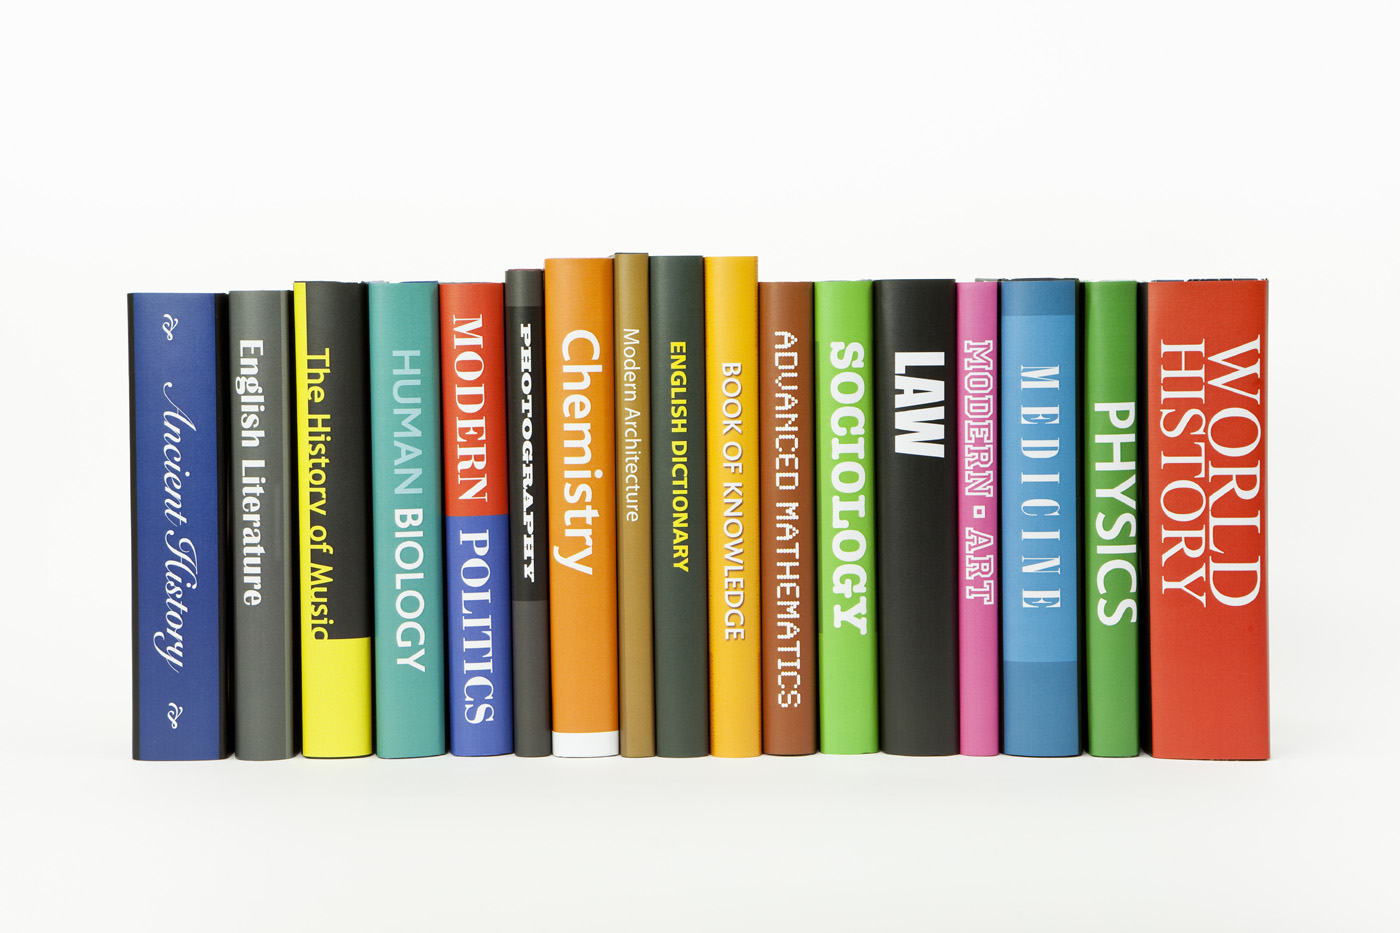 Ancient History
English Literature
The History of Music
HUMAN BIOLOGY
MODERN POLITICS
PHOTOGRAPHY
Chemistry
Modern Architecture
ENGLISH DICTIONARY
BOOK OF KNOWLEDGE
ADVANCED MATHEMATICS
SOCIOLOGY
LAW
MODERN ART
MEDICINE
PHYSICS
WORLD
HISTORY